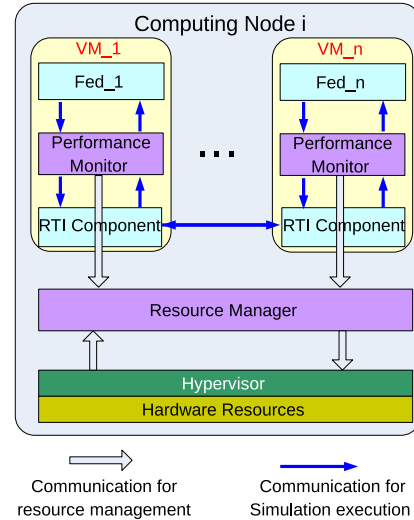 Computing Node i
VM_1
VM_n
Fed_1
Fed_n
Performance
Monitor
Performance
Monitor
...
RTI Component
RTI Component
Resource Manager
Hypervisor
Hardware Resources
Communication for
resource management
Communication for
Simulation execution